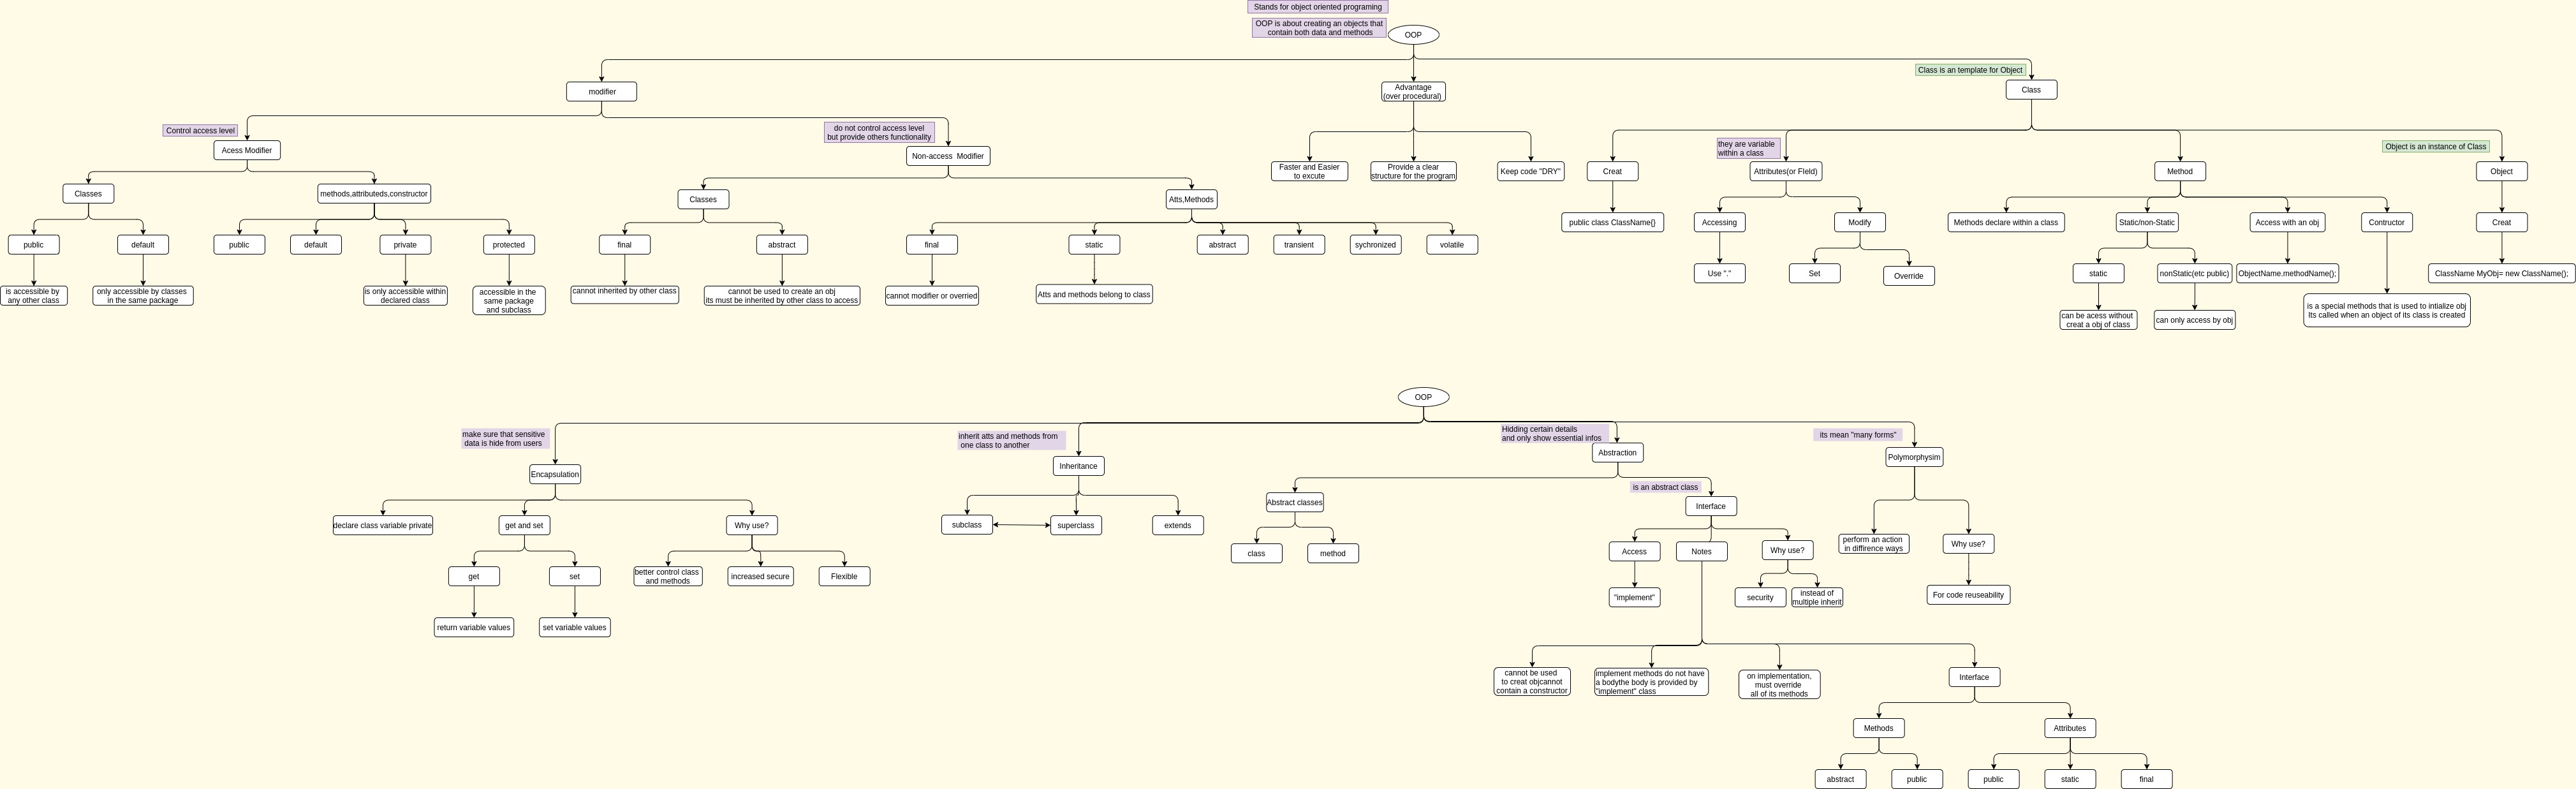 Stands for object oriented programing
OOP is about creating an objects that
contain both data and methods
OOP
modifier
Advantage
(over procedural)
Class is an template for Object
Class
Control access level
Acess Modifier
do not control access level
but provide others functionality
Non-access Modifier
Faster and Easier
to excute
Provide a clear
structure for the program
Keep code "DRY"
Creat
they are variable
within a class
Attributes(or FIeld)
Method
Object is an instance of Class
Object
Classes
methods,attributeds,constructor
Classes
Atts,Methods
public class ClassName{}
Accessing
Modify
Methods declare within a class
Static/non-Static
Access with an obj
Contructor
Creat
public
default
public
default
private
protected
final
abstract
final
static
abstract
transient
sychronized
volatile
Use "."
Set
Override
static
nonStatic(etc public)
ObjectName.methodName();
ClassName MyObj= new ClassName();
is accessible by
any other class
only accessible by classes
in the same package
is only accessible within
declared class
accessible in the
same package
and subclass
cannot inherited by other class
cannot be used to create an obj
its must be inherited by other class to access
cannot modifier or overried
Atts and methods belong to class
can be acess without
creat a obj of class
can only access by obj
is a special methods that is used to intialize obj
Its called when an object of its class is created
OOP
make sure that sensitive
data is hide from users
Encapsulation
inherit atts and methods from
one class to another
Inheritance
Hidding certain details
and only show essential infos
Abstraction
its mean "many forms"
Polymorphysim
declare class variable private
get and set
Why use?
subclass
superclass
extends
Abstract classes
is an abstract class
Interface
perform an action
in diffirence ways
Why use?
get
set
better control class
and methods
increased secure
Flexible
class
method
Access
Notes
Why use?
For code reuseability
return variable values
set variable values
"implement"
security
instead of
multiple inherit
cannot be used
to creat objcannot
contain a constructor
implement methods do not have
a bodythe body is provided by
"implement" class
on implementation,
must override
all of its methods
Interface
Methods
Attributes
abstract
public
public
static
final